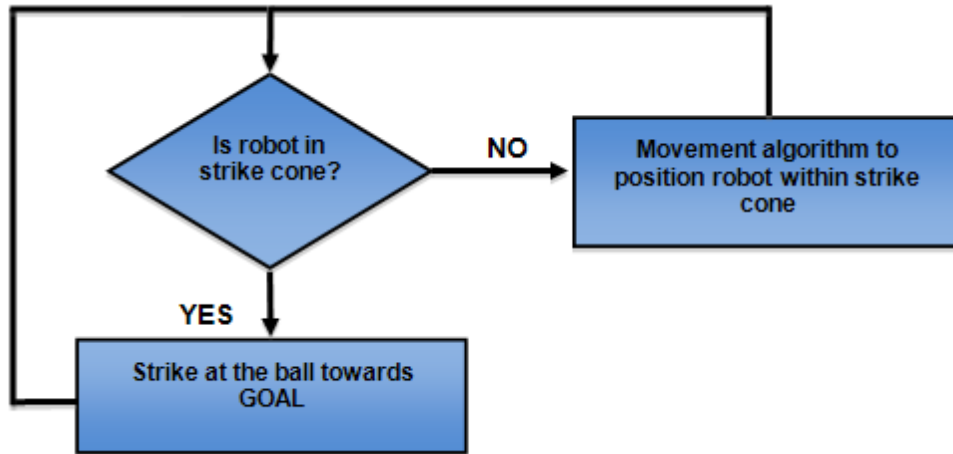 Is robot in
strike cone?
NO
Movement algorithm to
position robot within strike
cone
YES
Strike at the ball towards
GOAL